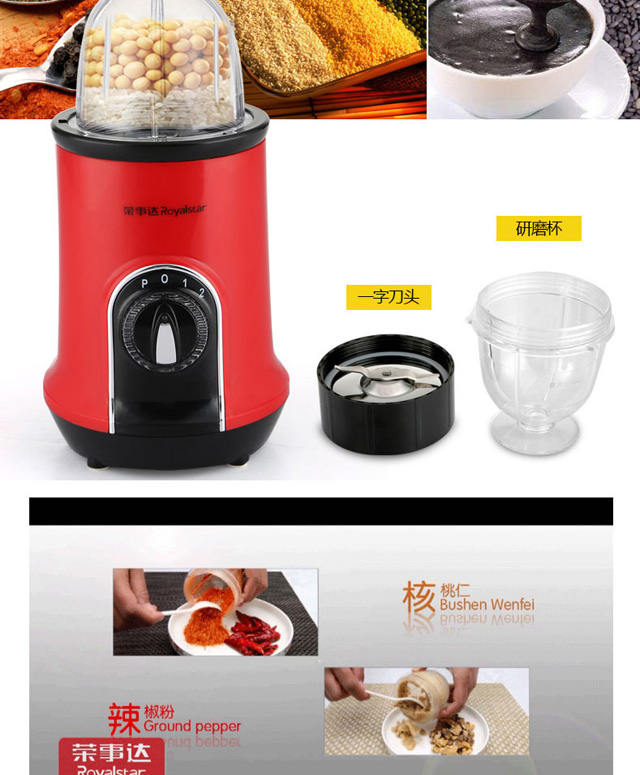 荣事达Royalstar
P 0 1 2
研磨杯
一字刀头
核桃仁
Bushen Wenfei
辣椒粉
Ground pepper
荣事达
Royalstar